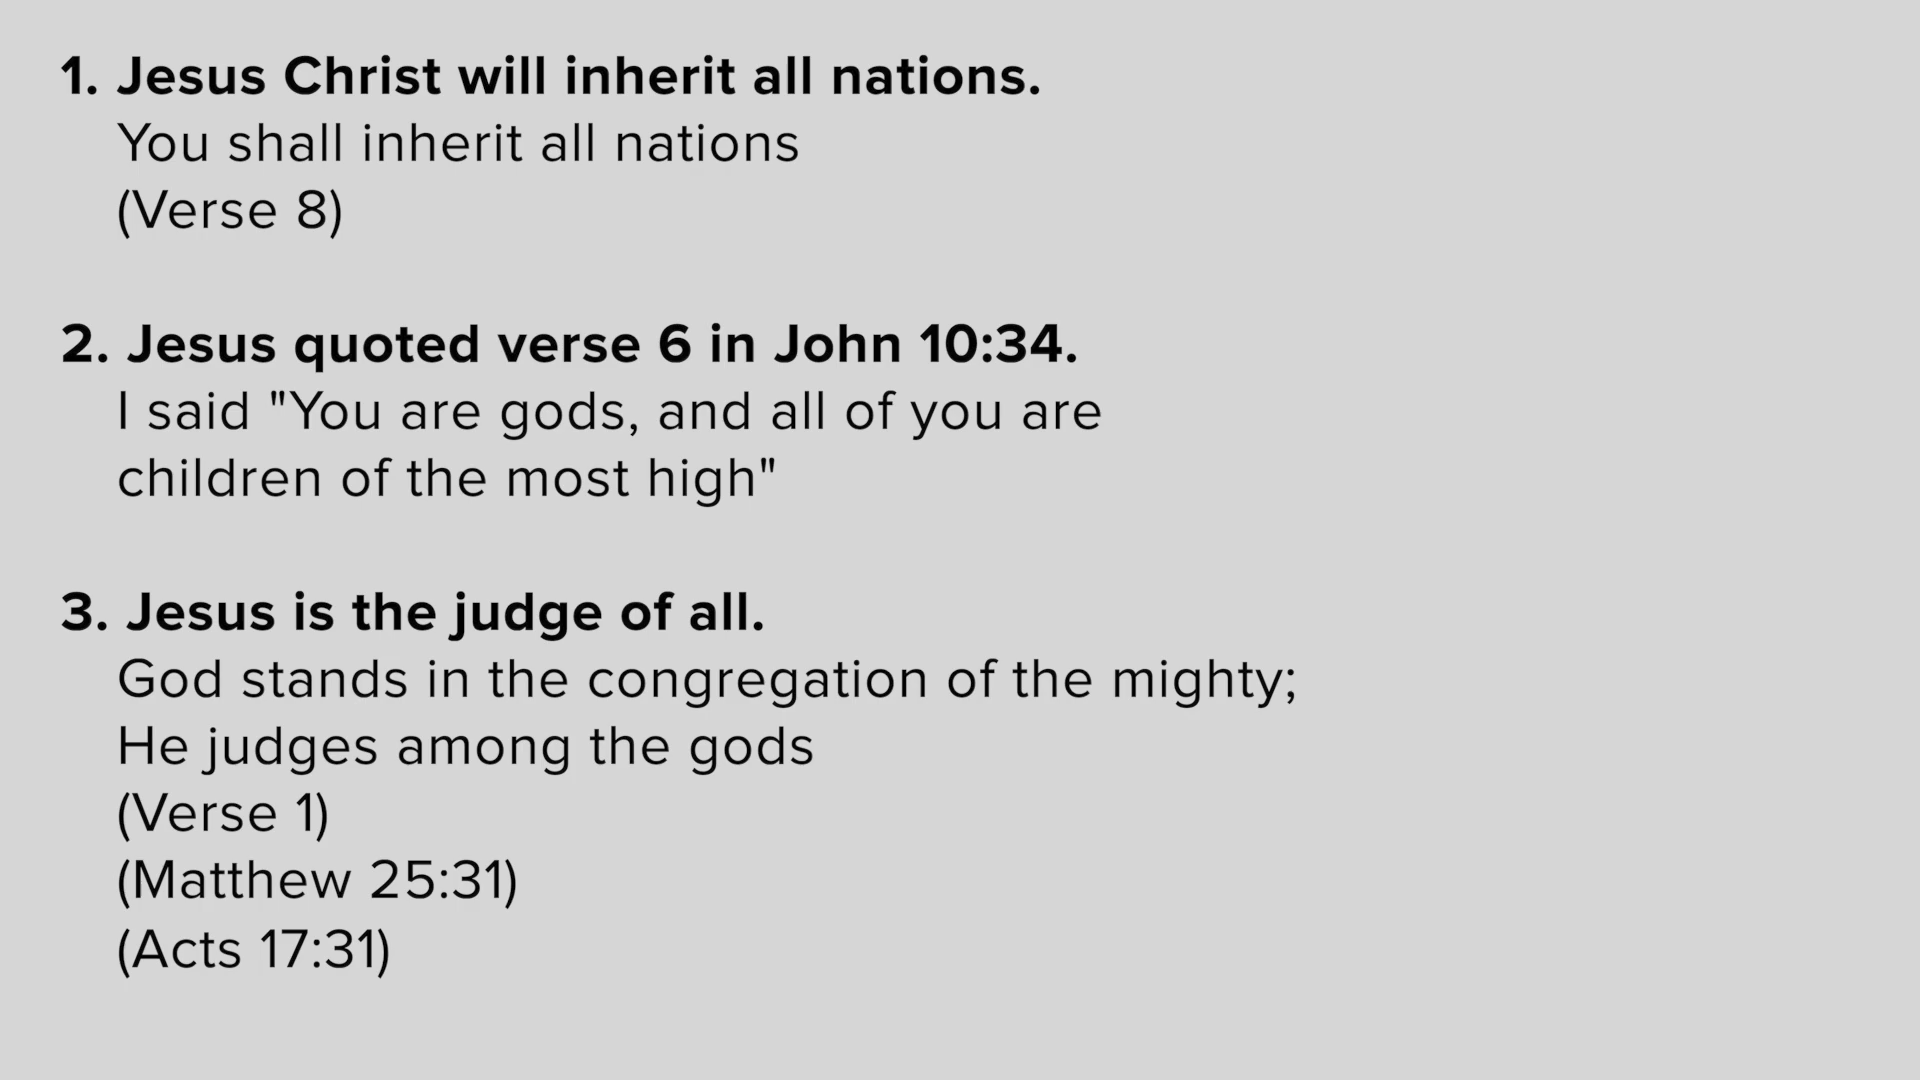 1. Jesus Christ will inherit all nations.
You shall inherit all nations
(Verse 8)
2. Jesus quoted verse 6 in John 10:34.
I said "You are gods, and all of you are
children of the most high"
3. Jesus is the judge of all.
God stands in the congregation of the mighty;
He judges among the gods
(Verse 1)
(Matthew 25:31)
(Acts 17:31)